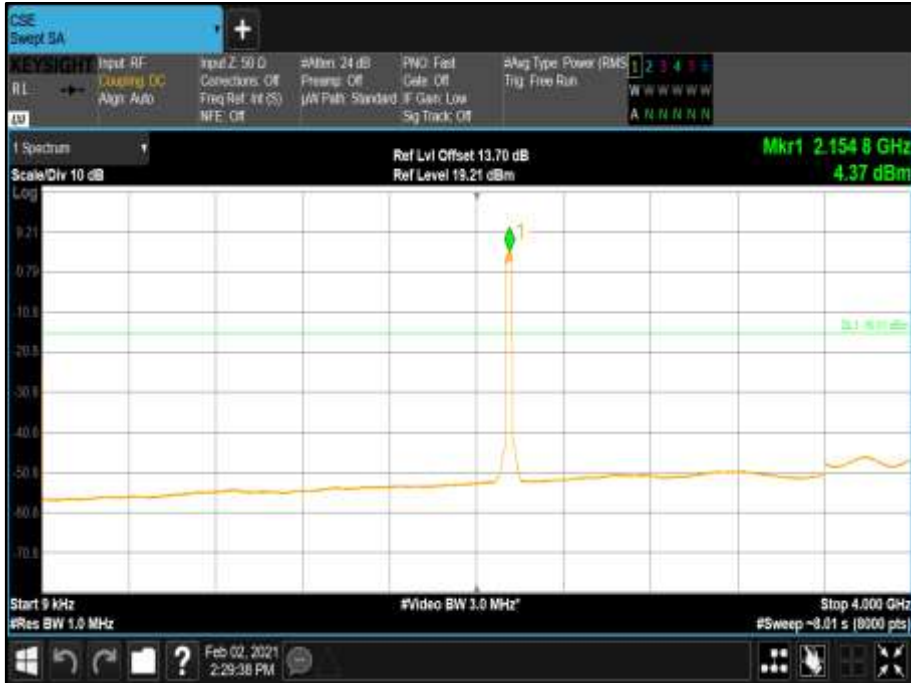 CSE
Swept SA
+
KEYSIGHT
RL
Input: RF
Coupling: DC
Align: Auto
Input Z: 50 Ω
Corrections: Off
Freq Ref: Int (S)
NFE: Off
#Atten: 24 dB
Preamp: Off
µW Path: Standard
PNO: Fast
Gate: Off
IF Gain: Low
Sig Track: Off
#Avg Type: Power (RMS
Trig: Free Run
1 2 3 4 5 6
W W W W W W
A N N N N N
1 Spectrum
Scale/Div 10 dB
Ref Lvl Offset 13.70 dB
Ref Level 19.21 dBm
Mkr1 2.154 8 GHz
4.37 dBm
Log
9.21
-0.79
-10.8
-20.8
-30.8
-40.8
-50.8
-60.8
-70.8
1
Start 9 kHz
#Video BW 3.0 MHz*
Stop 4.000 GHz
#Res BW 1.0 MHz
#Sweep ~8.01 s (8000 pts)
?
Feb 02, 2021
2:29:38 PM